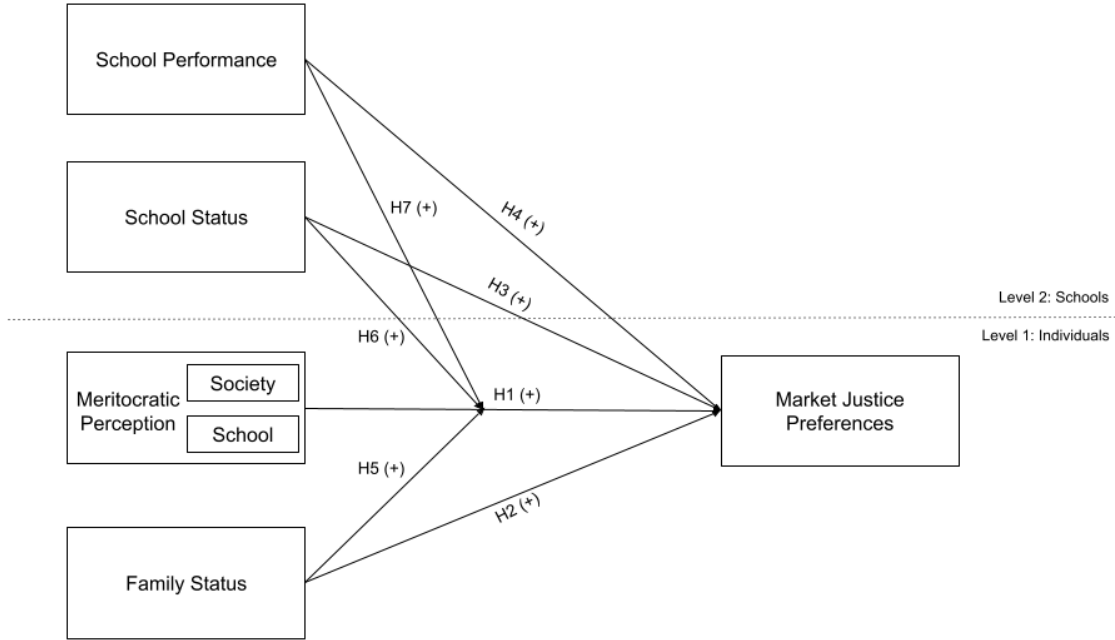 School Performance
School Status
H7 (+)
H4 (+)
H3 (+)
Level 2: Schools
H6 (+)
Level 1: Individuals
Meritocratic
Perception
Society
School
H1 (+)
Market Justice
Preferences
H5 (+)
H2 (+)
Family Status